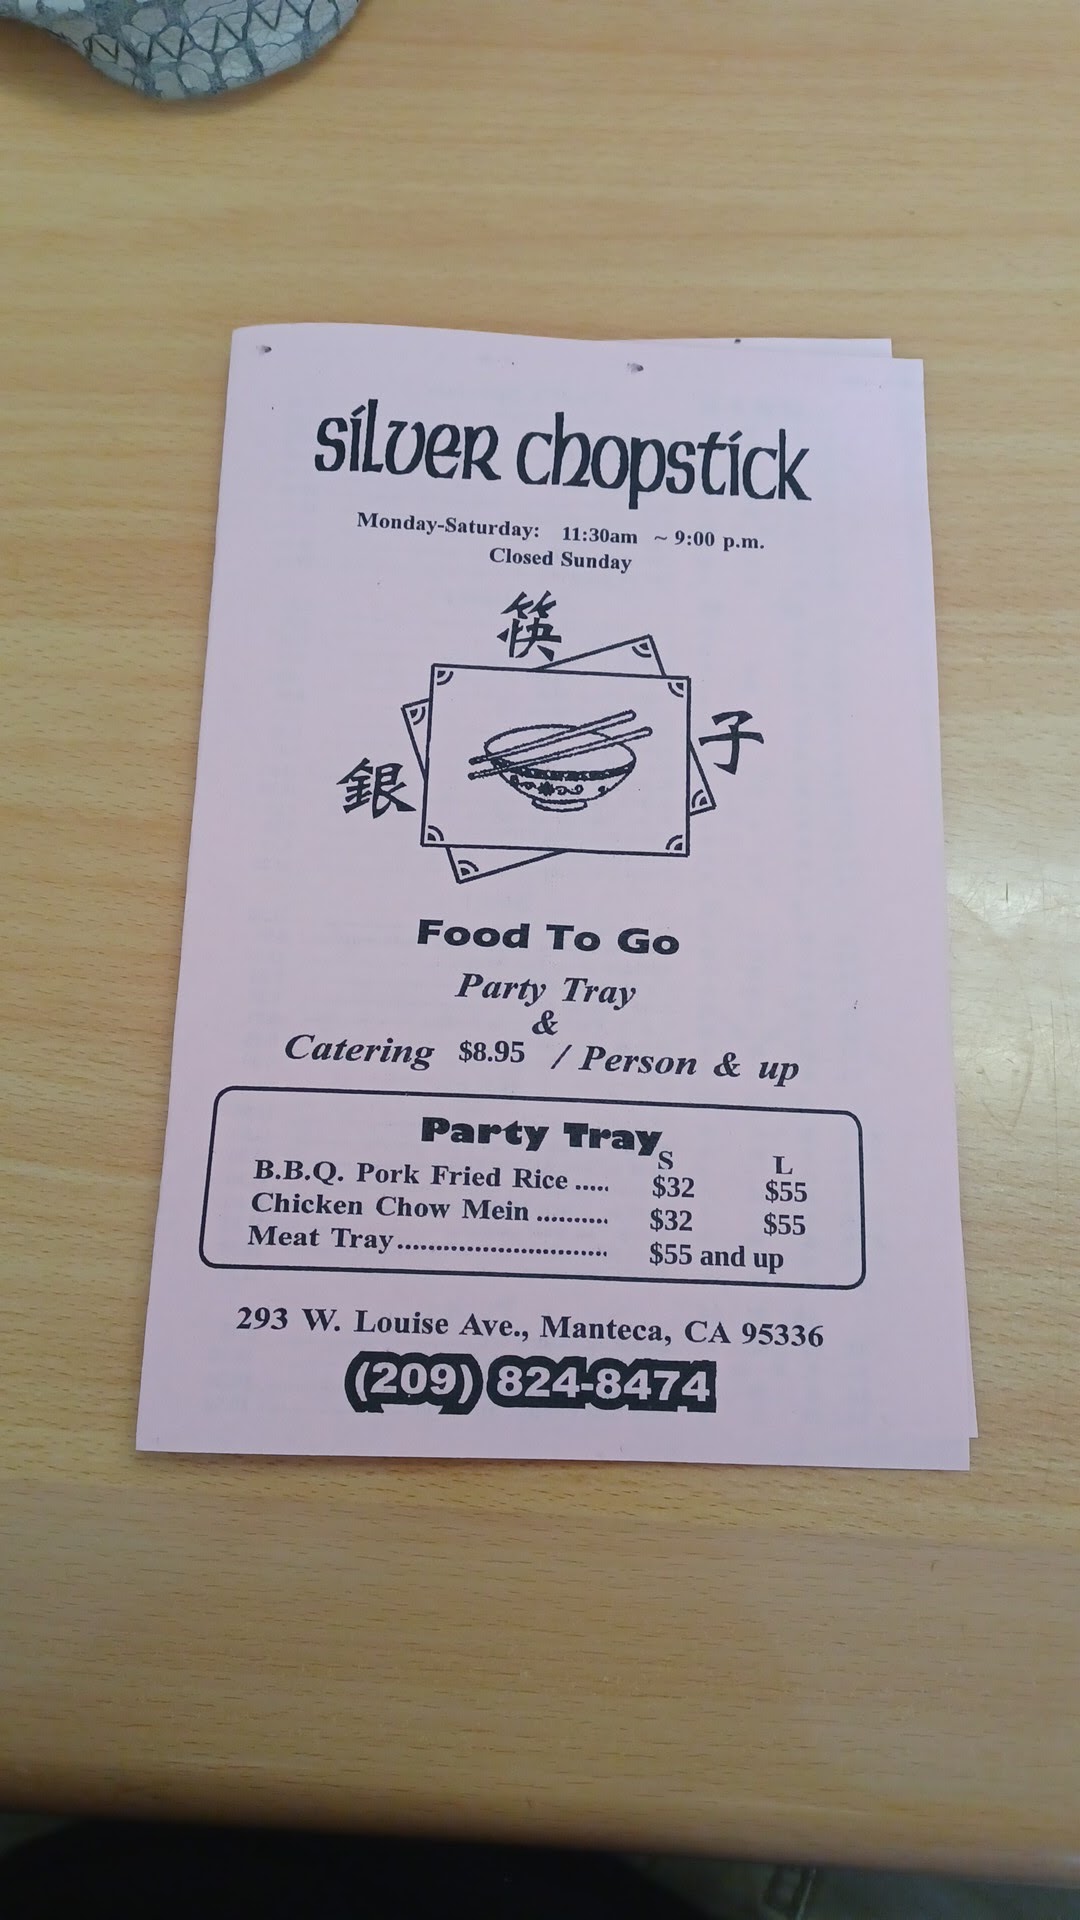 silver chopstick
Monday-Saturday: 11:30am ~ 9:00 p.m.
Closed Sunday
筷
子
銀
Food To Go
Party Tray
&
Catering $8.95 / Person & up
Party Tray
S L
B.B.Q. Pork Fried Rice ..... $32 $55
Chicken Chow Mein .......... $32 $55
Meat Tray.............................. $55 and up
293 W. Louise Ave., Manteca, CA 95336
(209) 824-8474